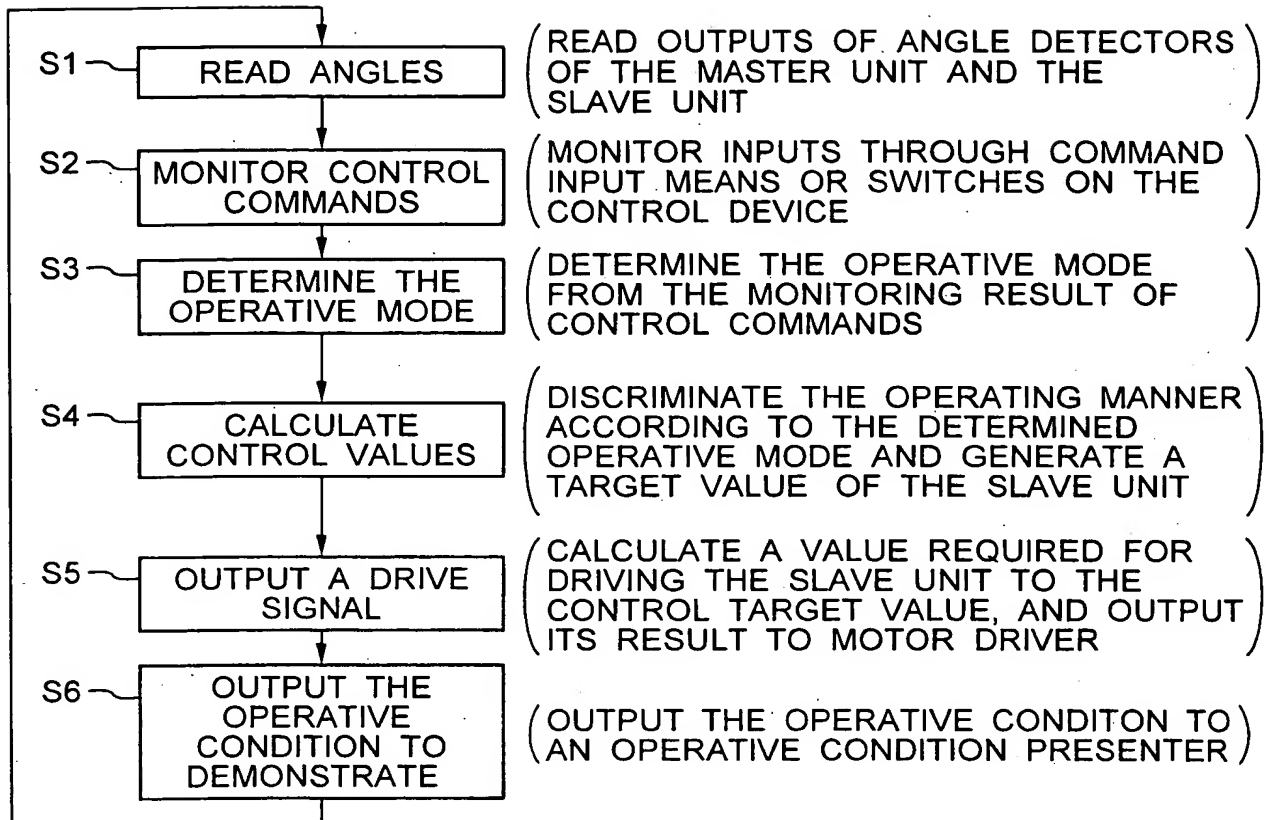 S1
READ ANGLES
(READ OUTPUTS OF ANGLE DETECTORS
OF THE MASTER UNIT AND THE
SLAVE UNIT)
S2
MONITOR CONTROL
COMMANDS
(MONITOR INPUTS THROUGH COMMAND
INPUT MEANS OR SWITCHES ON THE
CONTROL DEVICE)
S3
DETERMINE THE
OPERATIVE MODE
(DETERMINE THE OPERATIVE MODE
FROM THE MONITORING RESULT OF
CONTROL COMMANDS)
S4
CALCULATE
CONTROL VALUES
(DISCRIMINATE THE OPERATING MANNER
ACCORDING TO THE DETERMINED
OPERATIVE MODE AND GENERATE A
TARGET VALUE OF THE SLAVE UNIT)
S5
OUTPUT A DRIVE
SIGNAL
(CALCULATE A VALUE REQUIRED FOR
DRIVING THE SLAVE UNIT TO THE
CONTROL TARGET VALUE, AND OUTPUT
ITS RESULT TO MOTOR DRIVER)
S6
OUTPUT THE
OPERATIVE
CONDITION TO
DEMONSTRATE
(OUTPUT THE OPERATIVE CONDITON TO
AN OPERATIVE CONDITION PRESENTER)